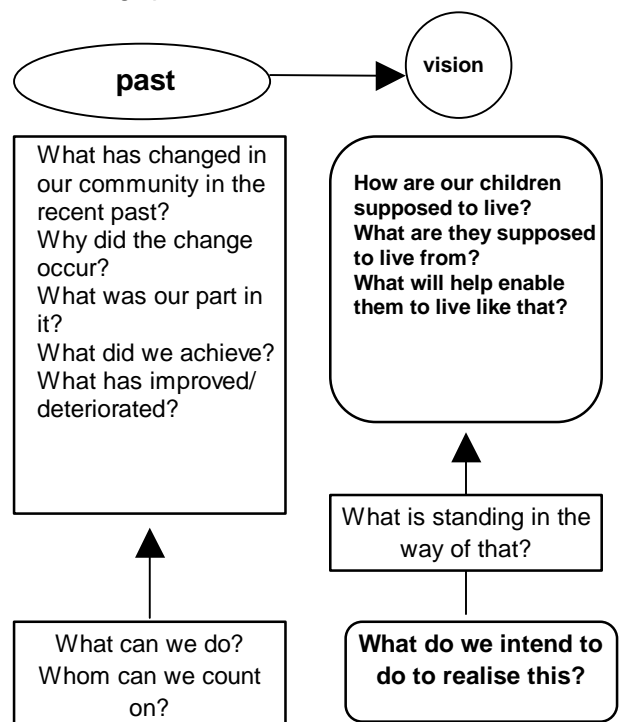 past
vision
What has changed in
our community in the
recent past?
Why did the change
occur?
What was our part in
it?
What did we achieve?
What has improved/
deteriorated?
How are our children
supposed to live?
What are they supposed
to live from?
What will help enable
them to live like that?
What is standing in the
way of that?
What can we do?
Whom can we count
on?
What do we intend to
do to realise this?